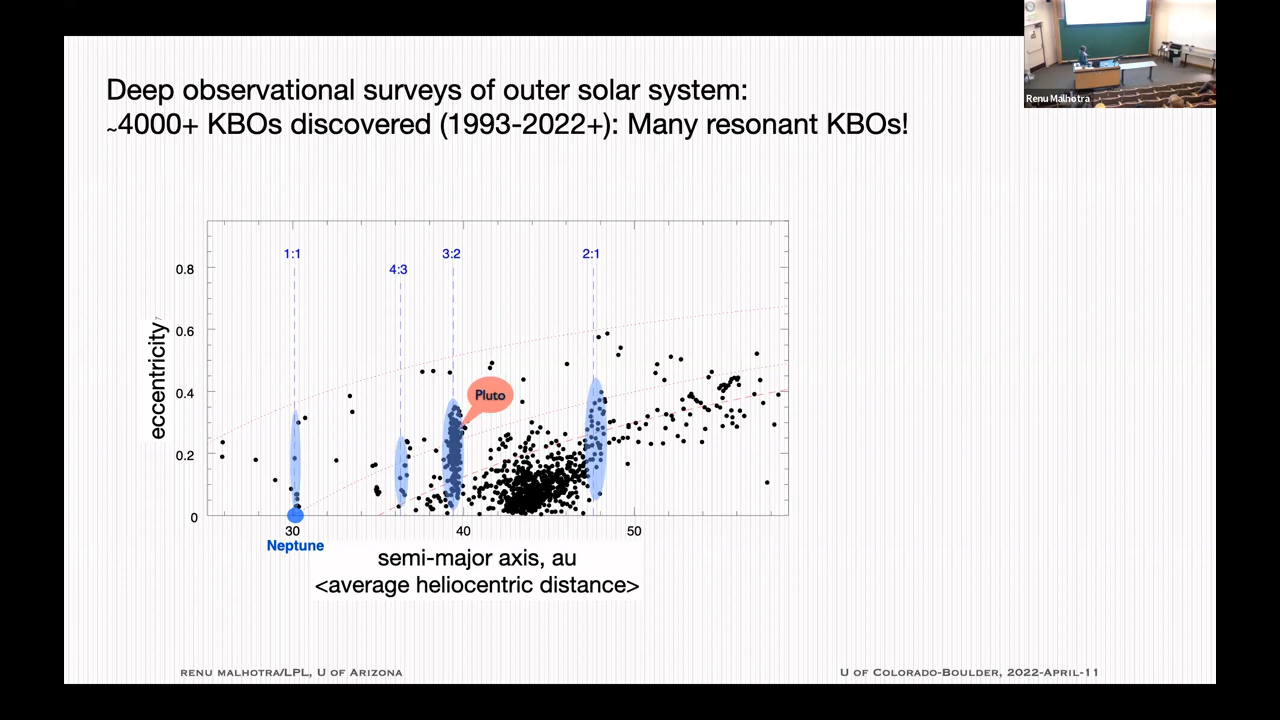 Renu Malhotra
Deep observational surveys of outer solar system:
~4000+ KBOs discovered (1993-2022+): Many resonant KBOs!
1:1
4:3
3:2
2:1
0.8
0.6
0.4
0.2
0
eccentricity
Pluto
30
40
50
Neptune
semi-major axis, au
<average heliocentric distance>
RENU MALHOTRA/LPL, U OF ARIZONA
U OF COLORADO-BOULDER, 2022-APRIL-11